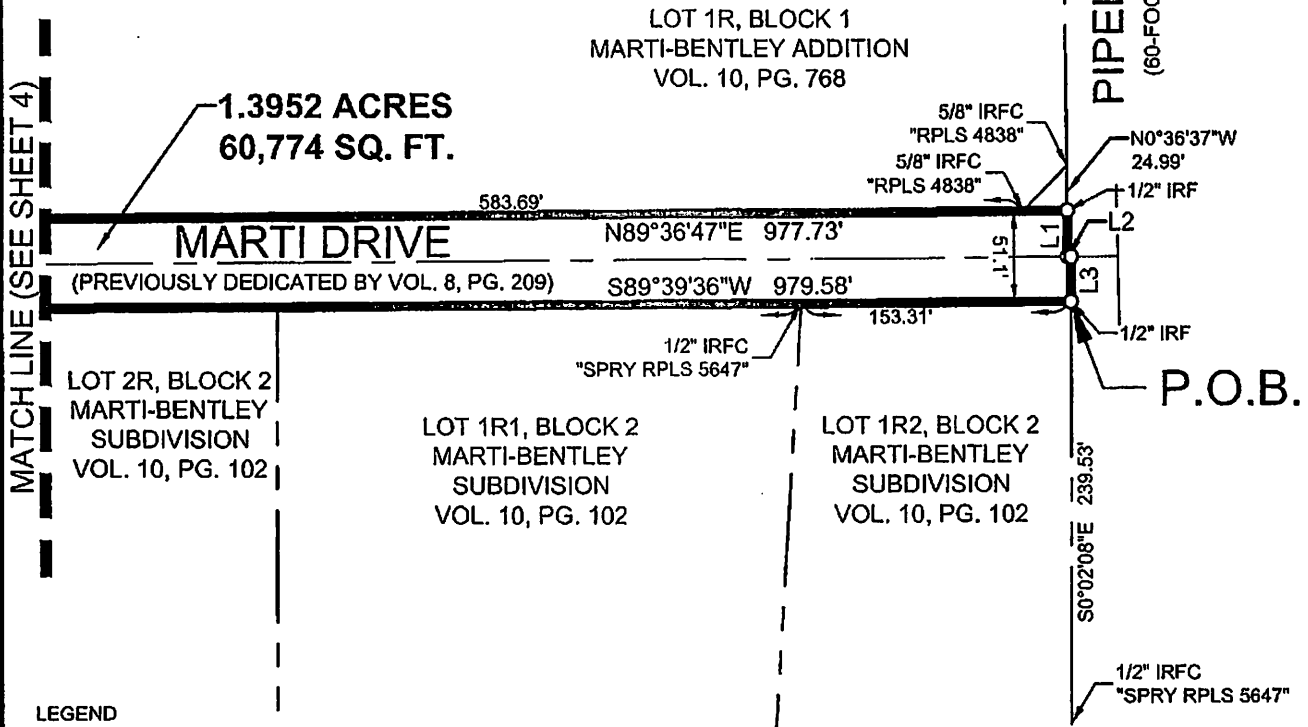 LOT 1R, BLOCK 1
MARTI-BENTLEY ADDITION
VOL. 10, PG. 768
(60-FOO
MATCH LINE (SEE SHEET 4)
1.3952 ACRES
60,774 SQ. FT.
5/8" IRFC
"RPLS 4838"
5/8" IRFC
"RPLS 4838"
N0°36'37"W
24.99'
1/2" IRF
583.69'
L2
L1
51.1'
L3
MARTI DRIVE
N89°36'47"E 977.73'
(PREVIOUSLY DEDICATED BY VOL. 8, PG. 209)
S89°39'36"W 979.58'
153.31'
1/2" IRF
1/2" IRFC
"SPRY RPLS 5647"
P.O.B.
LOT 2R, BLOCK 2
MARTI-BENTLEY
SUBDIVISION
VOL. 10, PG. 102
LOT 1R1, BLOCK 2
MARTI-BENTLEY
SUBDIVISION
VOL. 10, PG. 102
LOT 1R2, BLOCK 2
MARTI-BENTLEY
SUBDIVISION
VOL. 10, PG. 102
S0°02'08"E 239.53'
1/2" IRFC
"SPRY RPLS 5647"
LEGEND